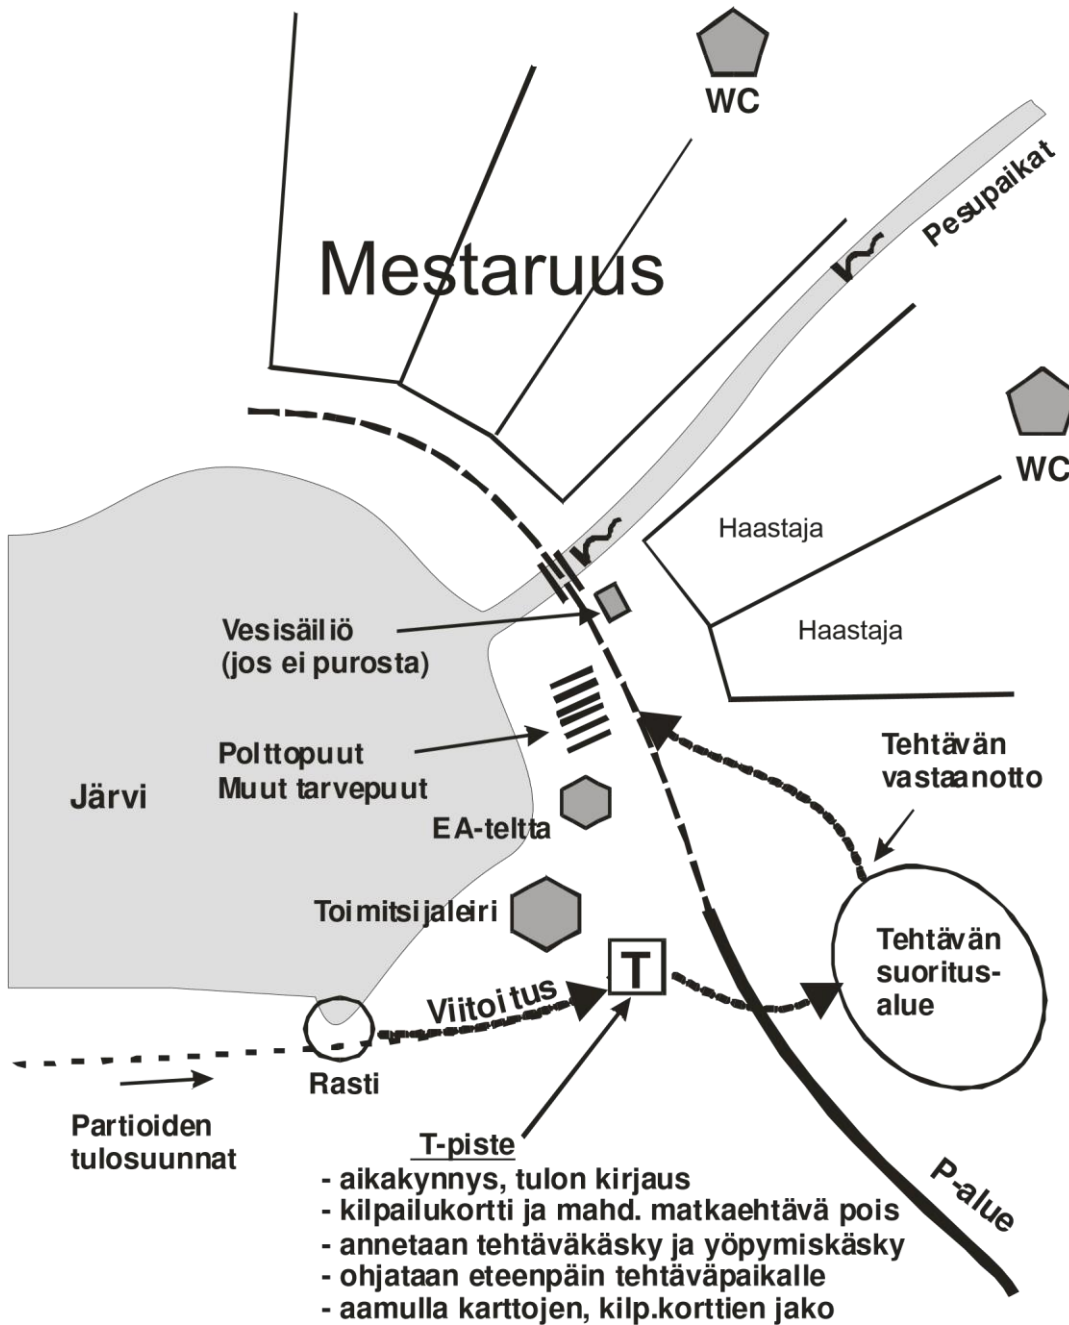 WC
Pesupaikat
Mestaruus
WC
Haastaja
Haastaja
Vesisäiliö
(jos ei purosta)
Polttopuut
Muut tarvepuut
Tehtävän
vastaanotto
Järvi
EA-teltta
Toimitsijaleiri
T
Tehtävän
suoritus-
alue
Viitoitus
Rasti
Partioiden
tulosuunnat
P-alue
T-piste
- aikakynnys, tulon kirjaus
- kilpailukortti ja mahd. matkaehtävä pois
- annetaan tehtäväkäsky ja yöpymiskäsky
- ohjataan eteenpäin tehtäväpaikalle
- aamulla karttojen, kilp.korttien jako